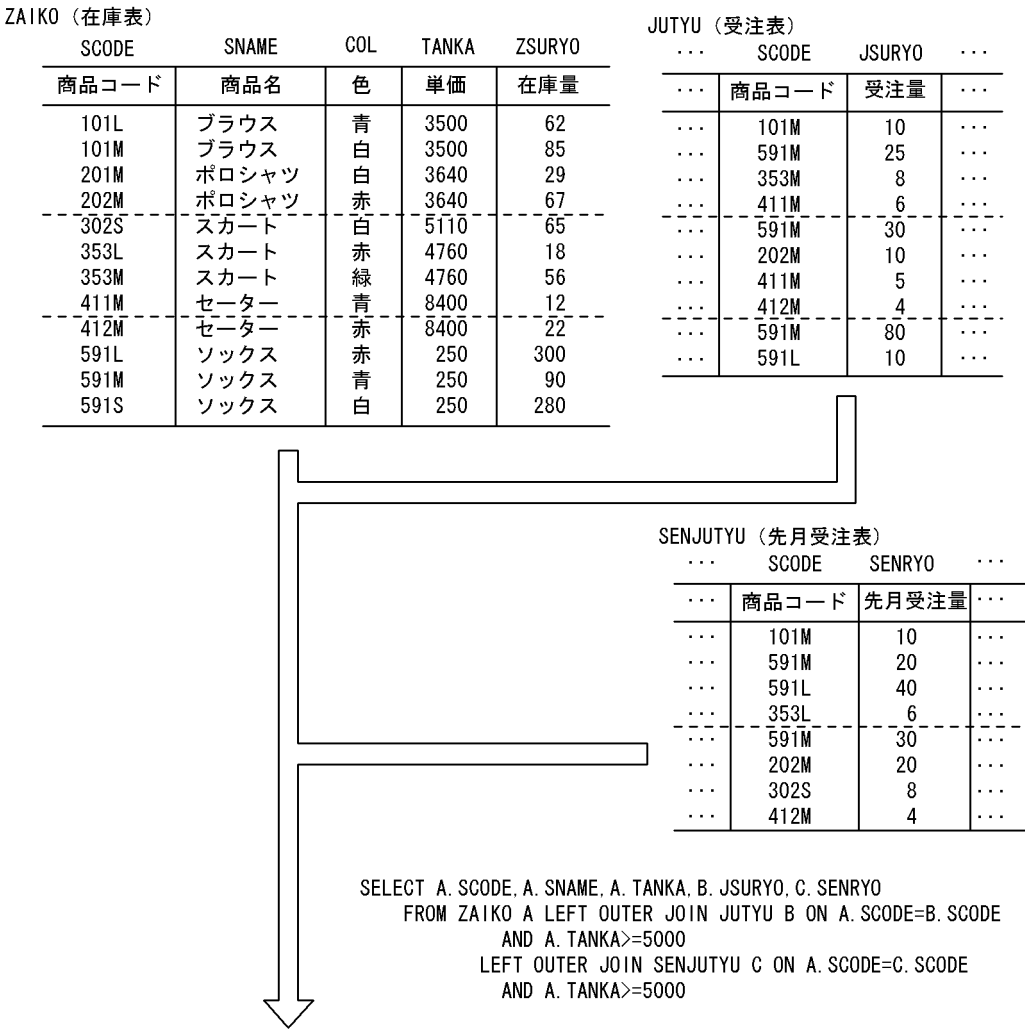 ZAIKO (在庫表)
SCODE SNAME COL TANKA ZSURYO
商品コード 商品名 色 単価 在庫量
101L ブラウス 青 3500 62
101M ブラウス 白 3500 85
201M ポロシャツ 白 3640 29
202M ポロシャツ 赤 3640 67
302S スカート 白 5110 65
353L スカート 赤 4760 18
353M スカート 緑 4760 56
411M セーター 青 8400 12
412M セーター 赤 8400 22
591L ソックス 赤 250 300
591M ソックス 青 250 90
591S ソックス 白 250 280
JUTYU (受注表)
... SCODE JSURYO ...
... 商品コード 受注量 ...
... 101M 10 ...
... 591M 25 ...
... 353M 8 ...
... 411M 6 ...
... 591M 30 ...
... 202M 10 ...
... 411M 5 ...
... 412M 4 ...
... 591M 80 ...
... 591L 10 ...
SENJUTYU (先月受注表)
... SCODE SENRYO ...
... 商品コード 先月受注量 ...
... 101M 10 ...
... 591M 20 ...
... 591L 40 ...
... 353L 6 ...
... 591M 30 ...
... 202M 20 ...
... 302S 8 ...
... 412M 4 ...
SELECT A.SCODE,A.SNAME,A.TANKA,B.JSURYO,C.SENRYO
FROM ZAIKO A LEFT OUTER JOIN JUTYU B ON A.SCODE=B.SCODE
AND A.TANKA>=5000
LEFT OUTER JOIN SENJUTYU C ON A.SCODE=C.SCODE
AND A.TANKA>=5000